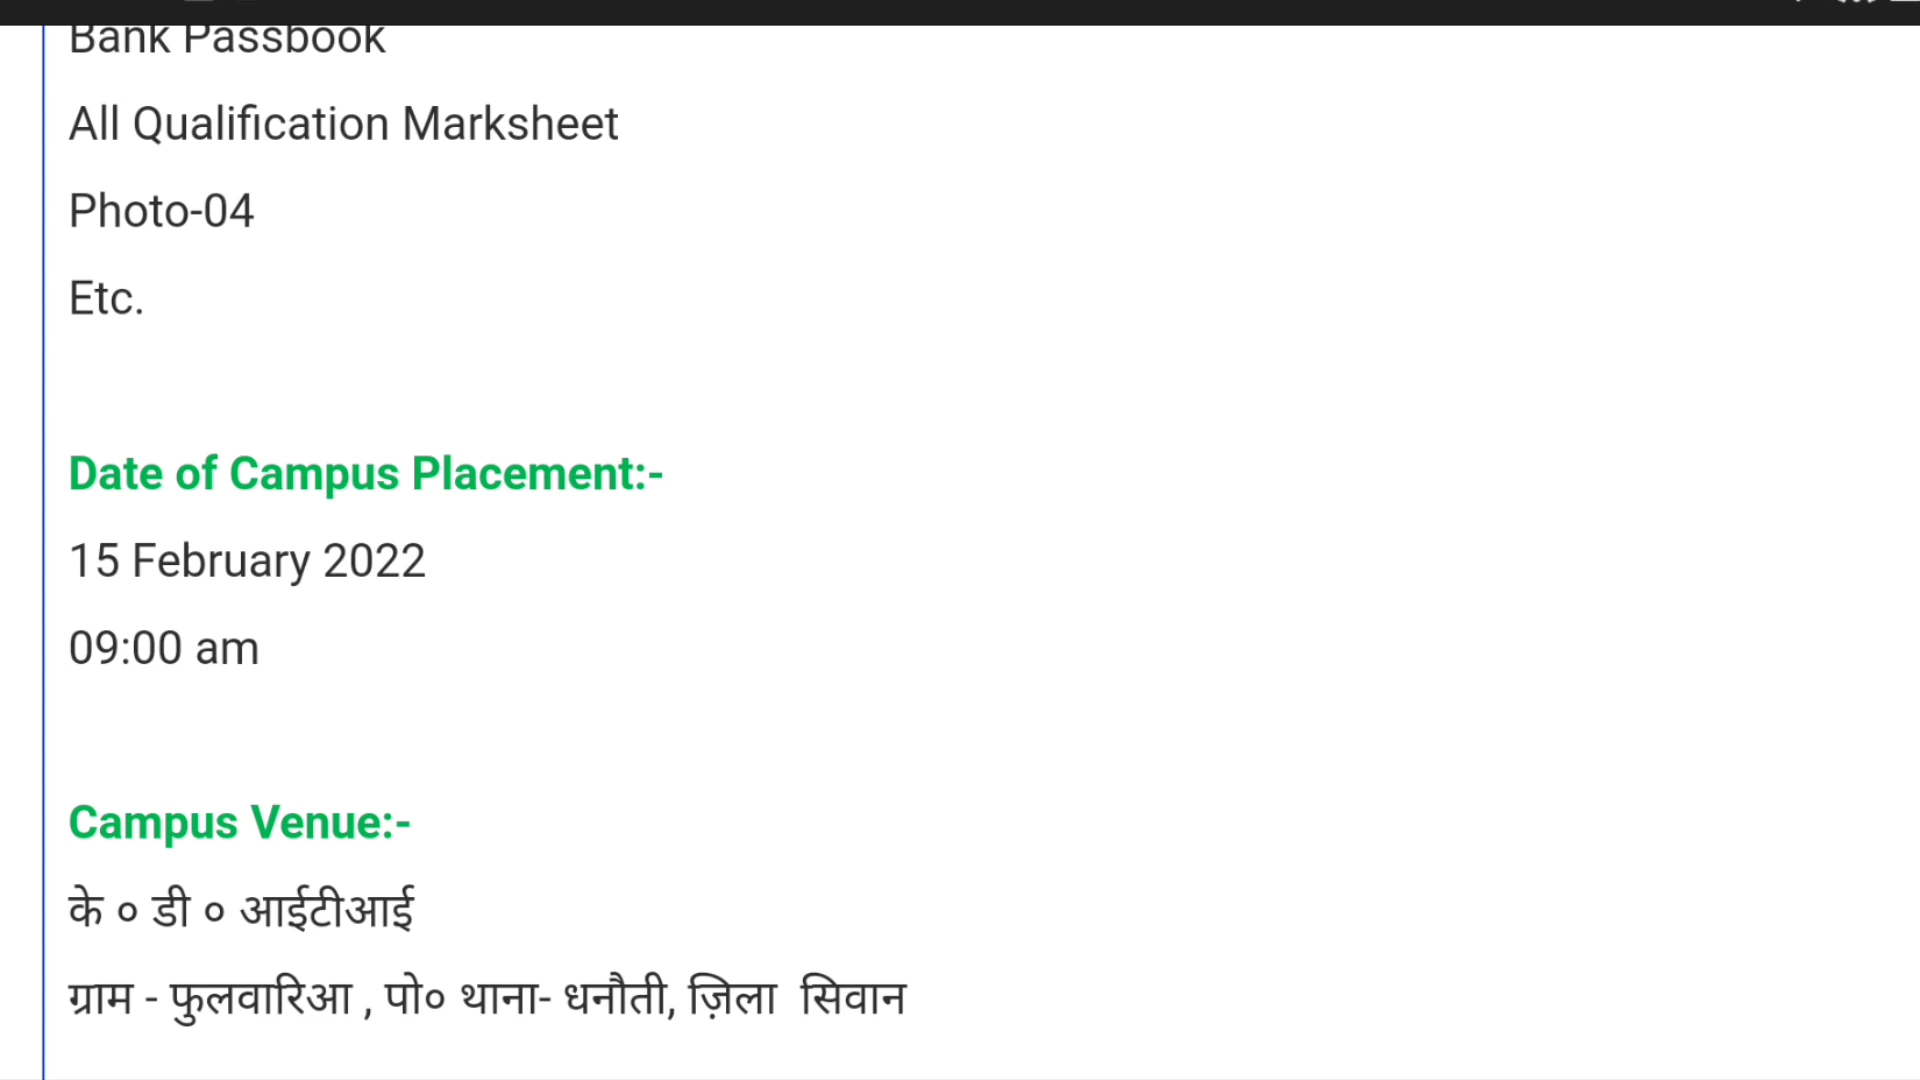 Bank Passbook
All Qualification Marksheet
Photo-04
Etc.
Date of Campus Placement:-
15 February 2022
09:00 am
Campus Venue:-
के ० डी ० आईटीआई
ग्राम - फुलवारिआ , पो० थाना- धनौती, ज़िला  सिवान